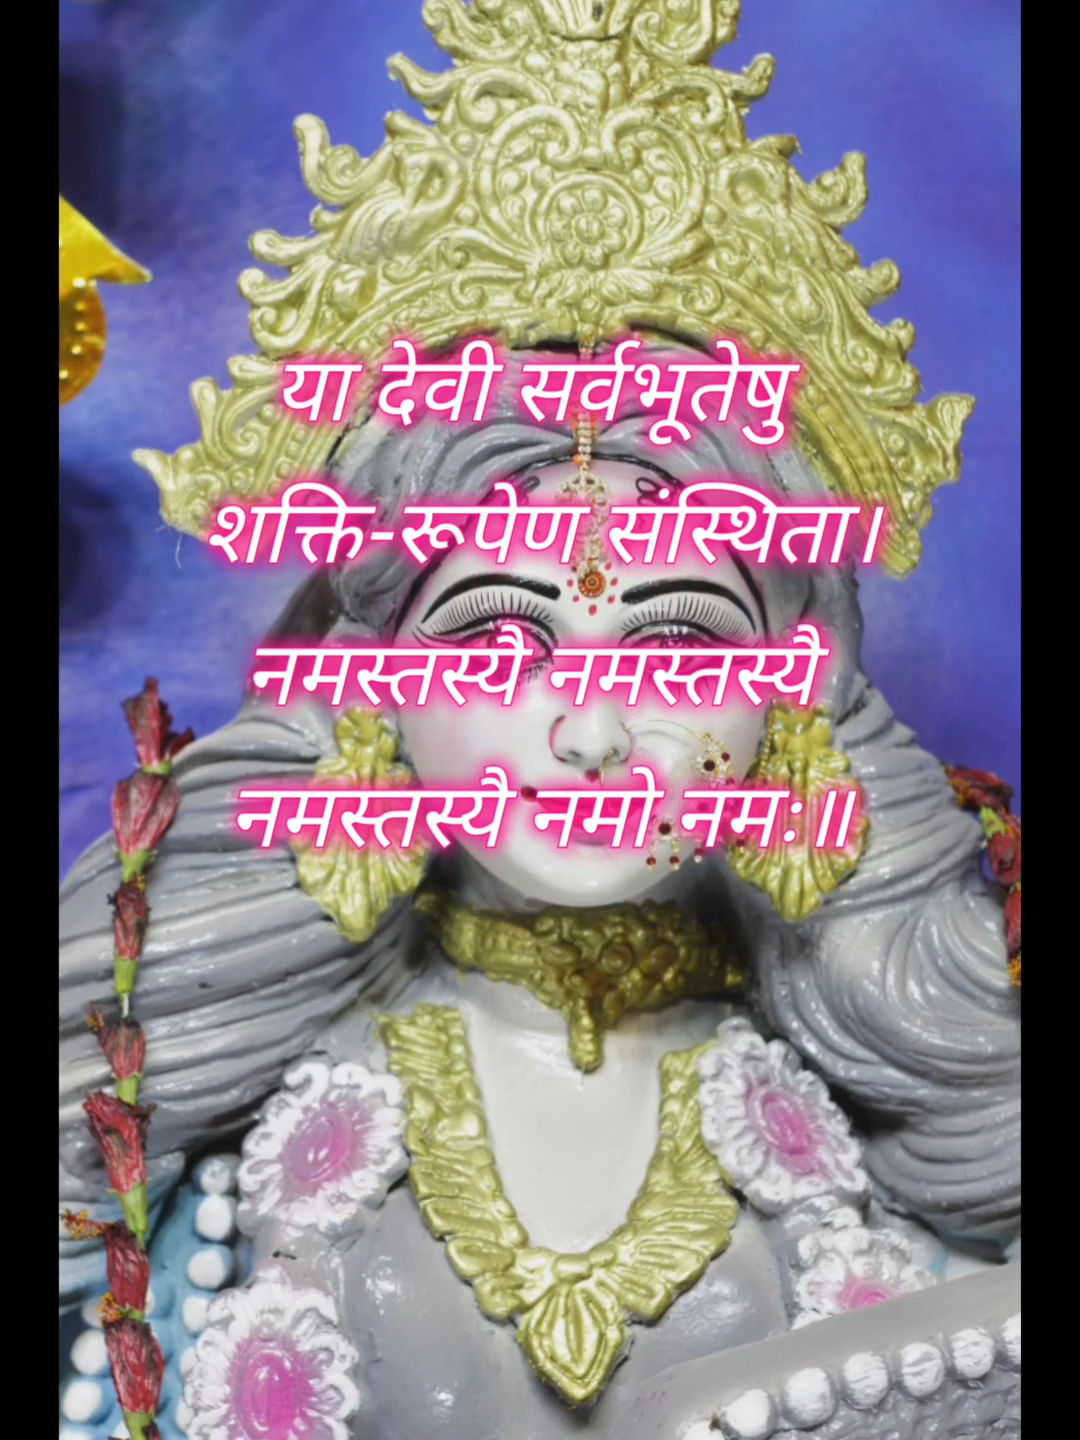 या देवी सर्वभूतेषु
शक्ति-रूपेण संस्थिता।
नमस्तस्यै नमस्तस्यै
नमस्तस्यै नमो नमः॥